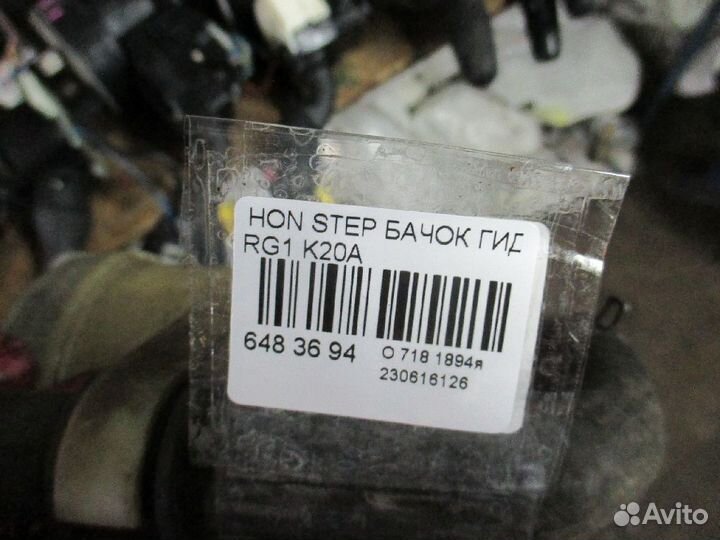 HON STEP БАЧОК ГИД
RG1 K20A
648 36 94
О 718 1894я
230616126
Avito